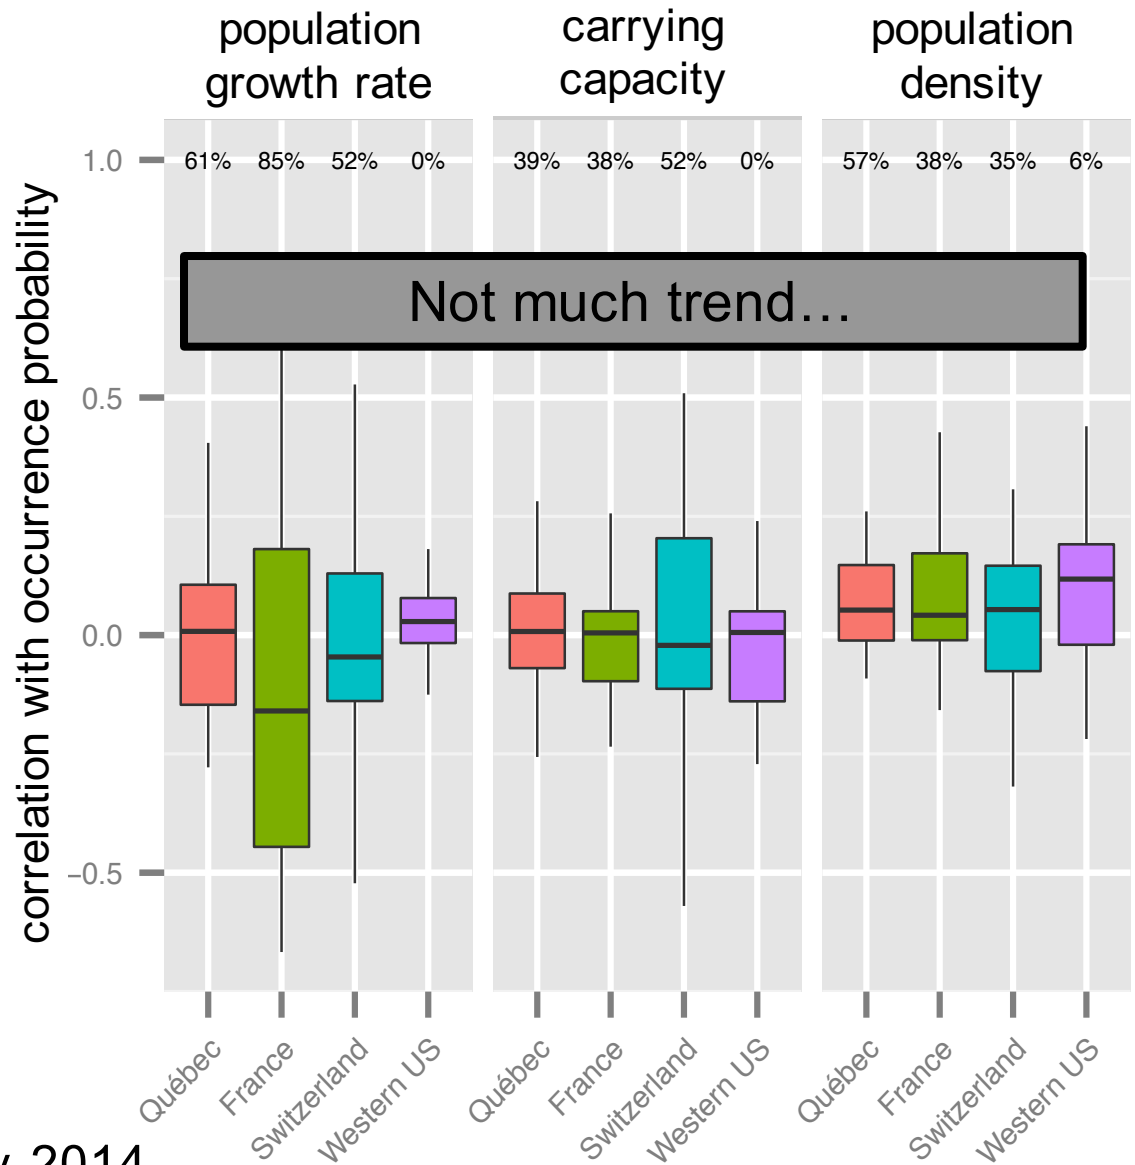 population
growth rate
carrying
capacity
population
density
correlation with occurrence probability
1.0
0.5
0.0
−0.5
61% 85% 52% 0%
39% 38% 52% 0%
57% 38% 35% 6%
Not much trend…
Québec
France
Switzerland
Western US
Québec
France
Switzerland
Western US
Québec
France
Switzerland
Western US
2014